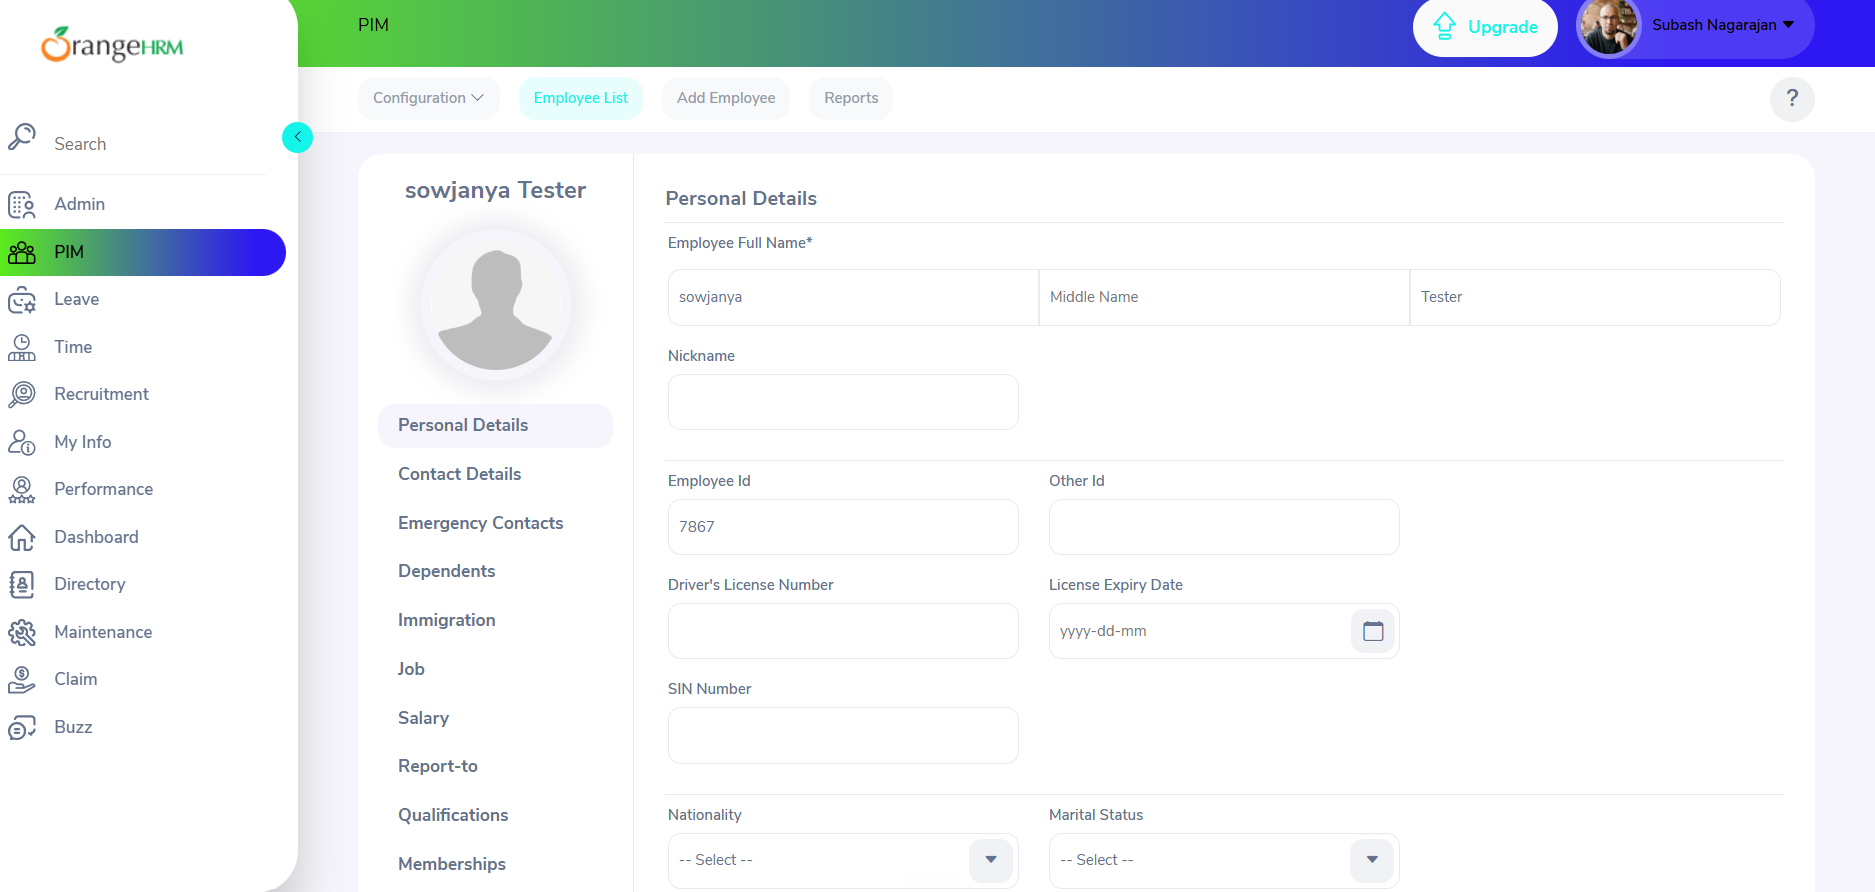 OrangeHRM
Search
Admin
PIM
Leave
Time
Recruitment
My Info
Performance
Dashboard
Directory
Maintenance
Claim
Buzz
PIM
Upgrade
Subash Nagarajan
Configuration
Employee List
Add Employee
Reports
?
sowjanya Tester
Personal Details
Contact Details
Emergency Contacts
Dependents
Immigration
Job
Salary
Report-to
Qualifications
Memberships
Personal Details
Employee Full Name*
sowjanya
Middle Name
Tester
Nickname
Employee Id
Other Id
7867
Driver's License Number
License Expiry Date
yyyy-dd-mm
SIN Number
Nationality
Marital Status
-- Select --
-- Select --